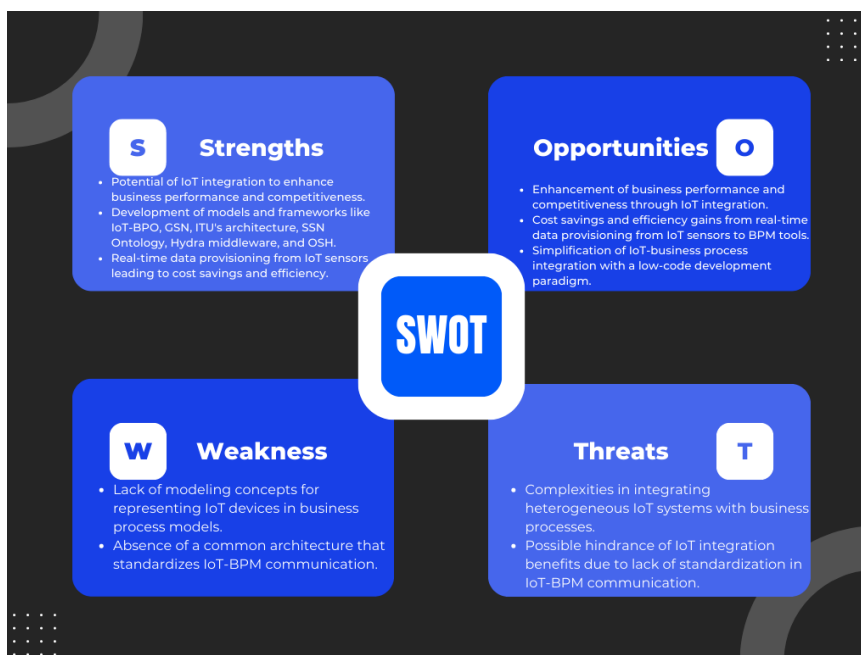 S
Strengths
• Potential of IoT integration to enhance
business performance and competitiveness.
• Development of models and frameworks like
IoT-BPO, GSN, ITU's architecture, SSN
Ontology, Hydra middleware, and OSH.
• Real-time data provisioning from IoT sensors
leading to cost savings and efficiency.
Opportunities
O
• Enhancement of business performance and
competitiveness through IoT integration.
• Cost savings and efficiency gains from real-time
data provisioning from IoT sensors to BPM tools.
• Simplification of IoT-business process
integration with a low-code development
paradigm.
SWOT
W
Weakness
• Lack of modeling concepts for
representing IoT devices in business
process models.
• Absence of a common architecture that
standardizes IoT-BPM communication.
Threats
T
• Complexities in integrating
heterogeneous IoT systems with business
processes.
• Possible hindrance of IoT integration
benefits due to lack of standardization in
IoT-BPM communication.